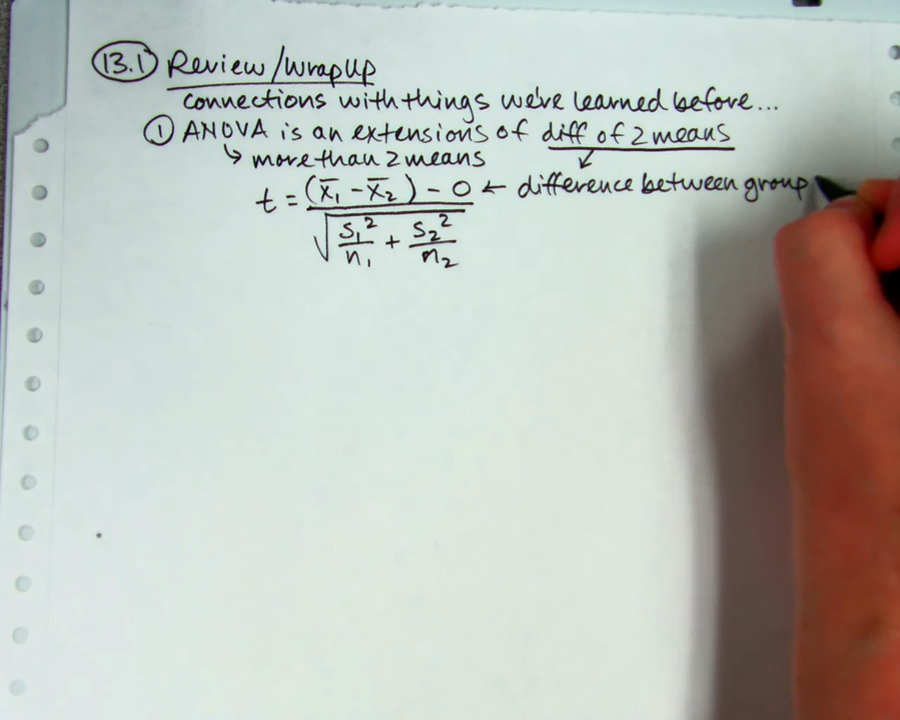 13.1 Review/WrapUp
connections with things we've learned before...
① ANOVA is an extensions of diff of 2 means
↳ more than 2 means
t = (x̄₁ - x̄₂) - 0 ← difference between group
√ s₁²/n₁ + s₂²/n₂